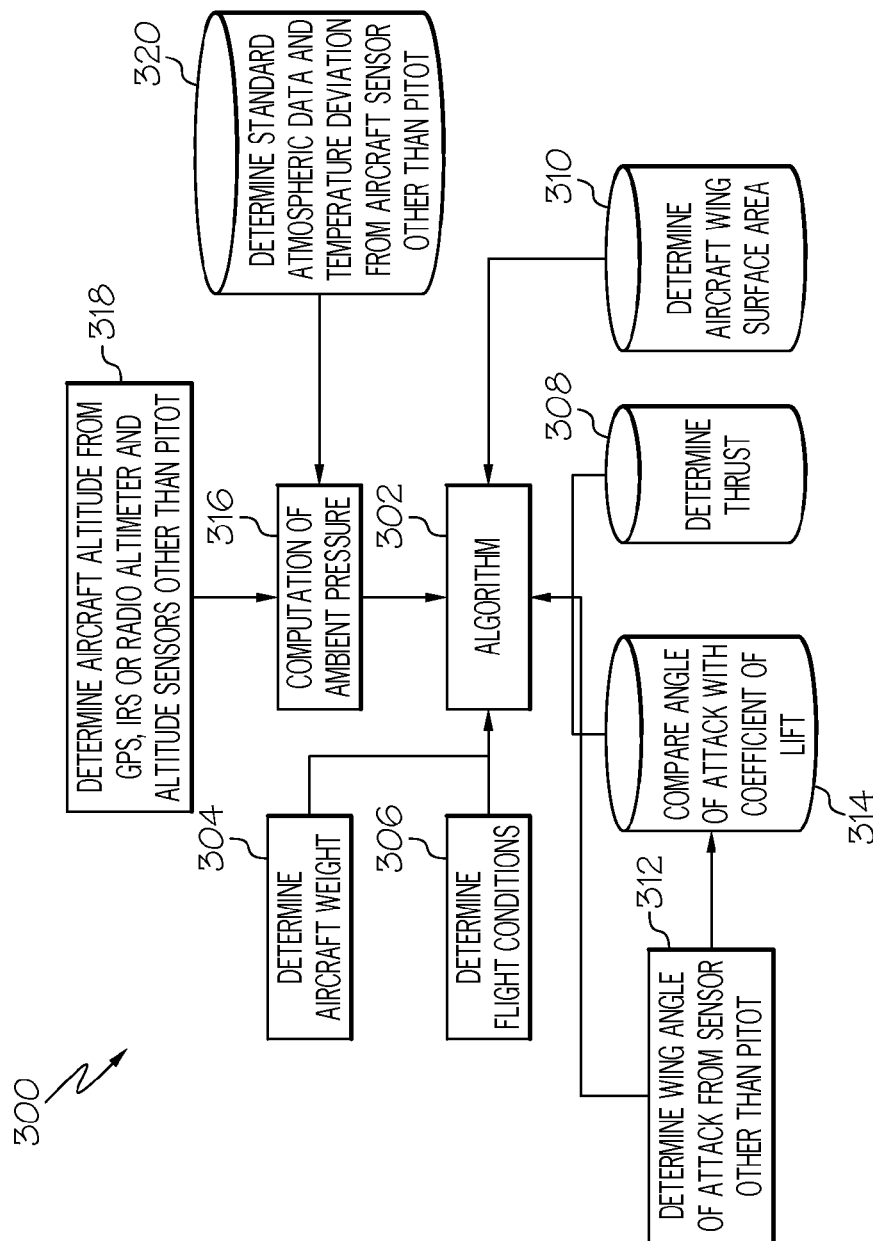 300
318
DETERMINE AIRCRAFT ALTITUDE FROM
GPS, IRS OR RADIO ALTIMETER AND
ALTITUDE SENSORS OTHER THAN PITOT
320
DETERMINE STANDARD
ATMOSPHERIC DATA AND
TEMPERATURE DEVIATION
FROM AIRCRAFT SENSOR
OTHER THAN PITOT
304
DETERMINE
AIRCRAFT WEIGHT
316
COMPUTATION OF
AMBIENT PRESSURE
306
DETERMINE
FLIGHT CONDITIONS
302
ALGORITHM
312
DETERMINE WING ANGLE
OF ATTACK FROM SENSOR
OTHER THAN PITOT
COMPARE ANGLE
OF ATTACK WITH
COEFFICIENT OF
LIFT
314
308
DETERMINE
THRUST
310
DETERMINE
AIRCRAFT WING
SURFACE AREA